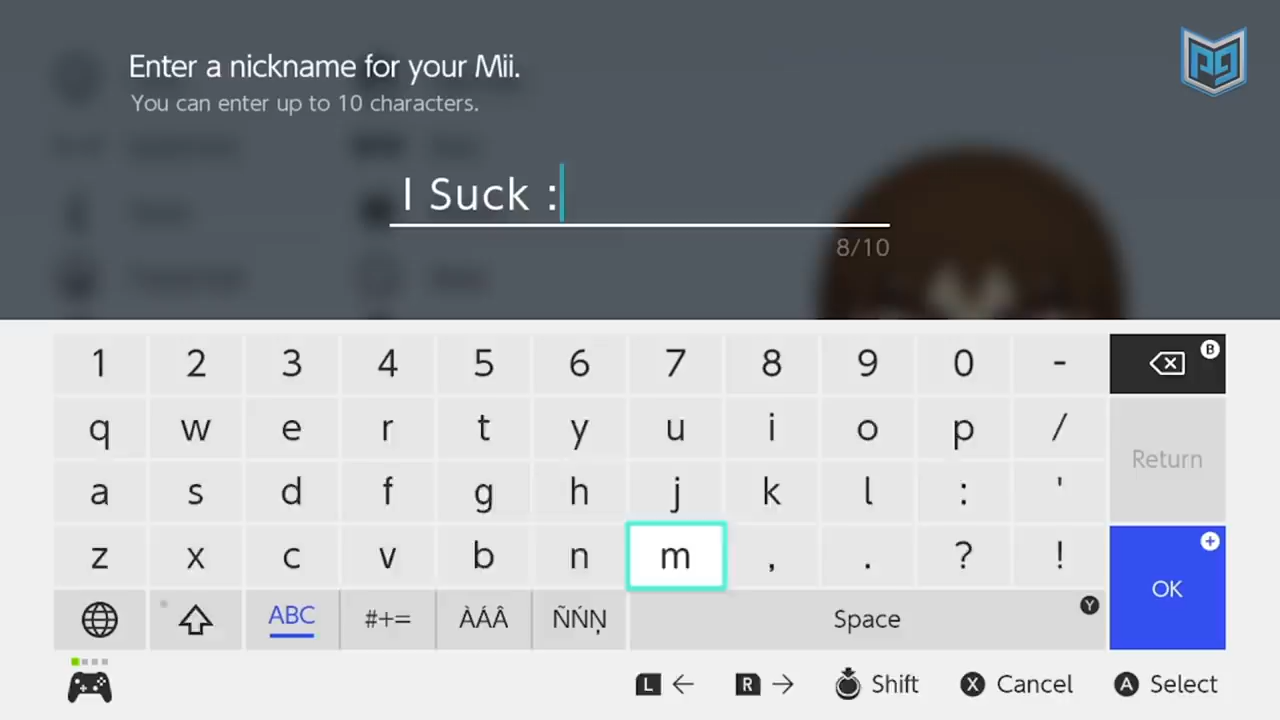 Enter a nickname for your Mii.
You can enter up to 10 characters.
I Suck :
8/10
1 2 3 4 5 6 7 8 9 0 - B
q w e r t y u i o p / Return
a s d f g h j k l : '
z x c v b n m , . ? ! + OK
ABC #+= ÀÁÂ ÑŃŅ Space Y
L ← R → Shift X Cancel A Select
PG